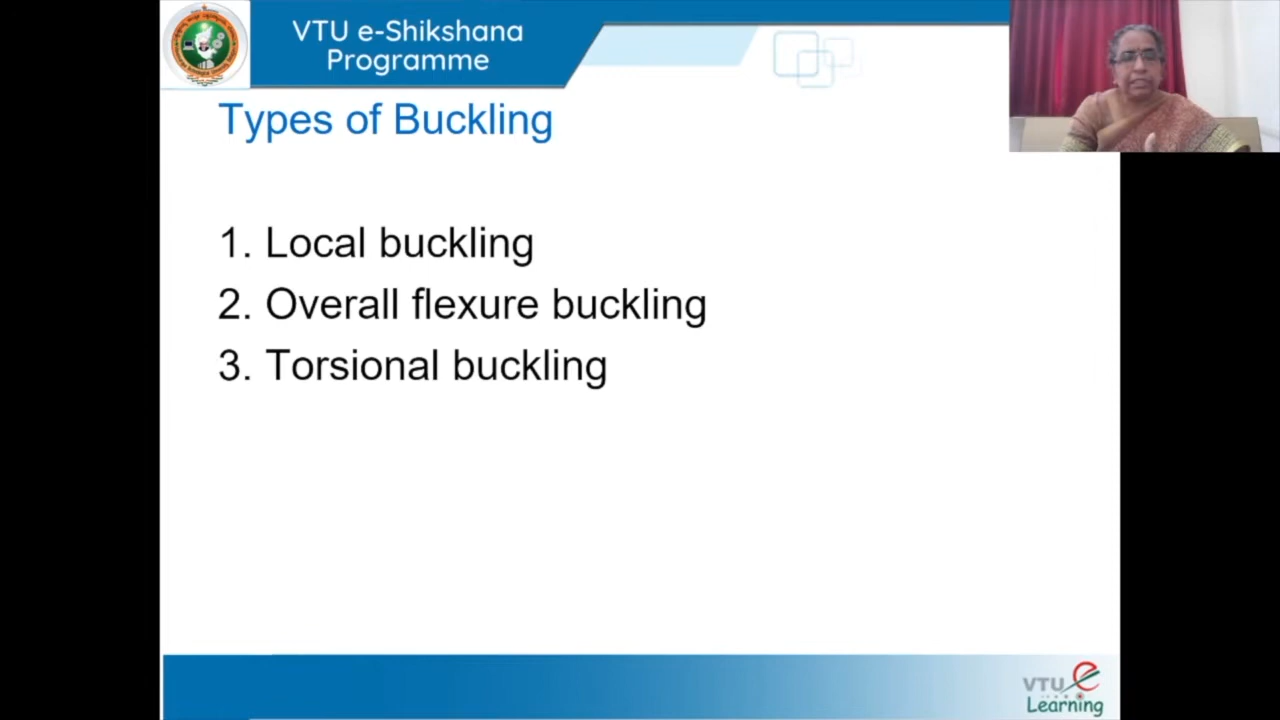 VTU e-Shikshana
Programme
Types of Buckling
1. Local buckling
2. Overall flexure buckling
3. Torsional buckling
VTU e
Learning